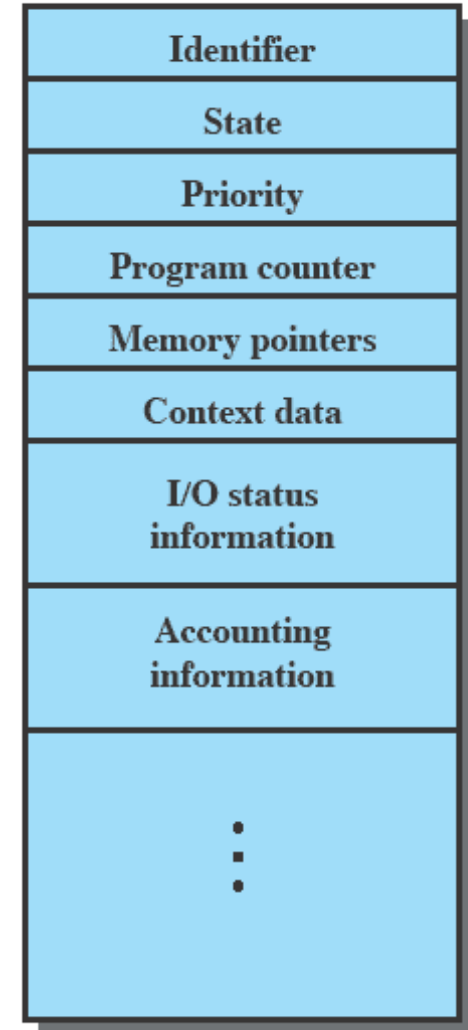 Identifier
State
Priority
Program counter
Memory pointers
Context data
I/O status
information
Accounting
information